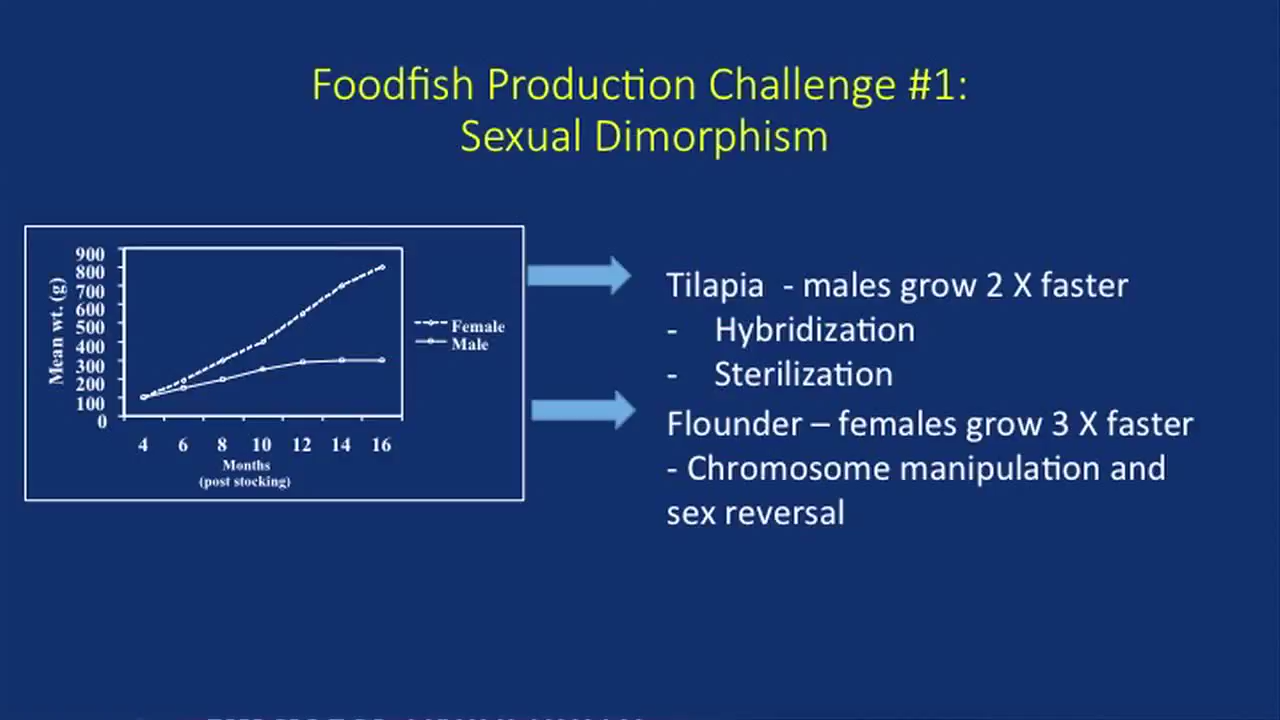 Foodfish Production Challenge #1:
Sexual Dimorphism
900
800
700
600
500
400
300
200
100
0
Mean wt. (g)
4 6 8 10 12 14 16
Months
(post stocking)
Female
Male
Tilapia - males grow 2 X faster
- Hybridization
- Sterilization
Flounder – females grow 3 X faster
- Chromosome manipulation and
sex reversal